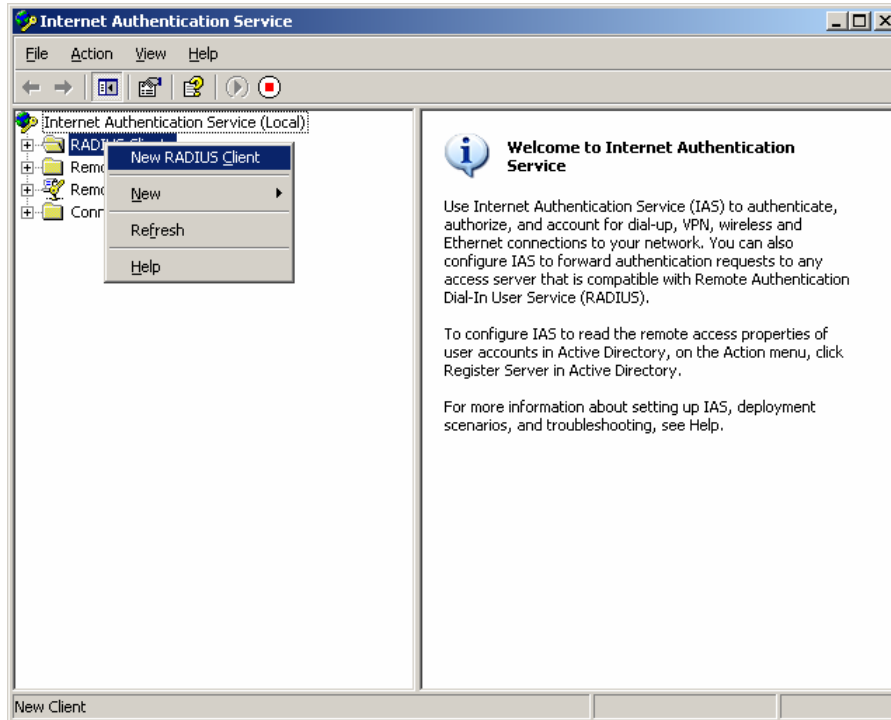 Internet Authentication Service
File Action View Help
Internet Authentication Service (Local)
New RADIUS Client
New
Refresh
Help
Welcome to Internet Authentication
Service
Use Internet Authentication Service (IAS) to authenticate,
authorize, and account for dial-up, VPN, wireless and
Ethernet connections to your network. You can also
configure IAS to forward authentication requests to any
access server that is compatible with Remote Authentication
Dial-In User Service (RADIUS).
To configure IAS to read the remote access properties of
user accounts in Active Directory, on the Action menu, click
Register Server in Active Directory.
For more information about setting up IAS, deployment
scenarios, and troubleshooting, see Help.
New Client